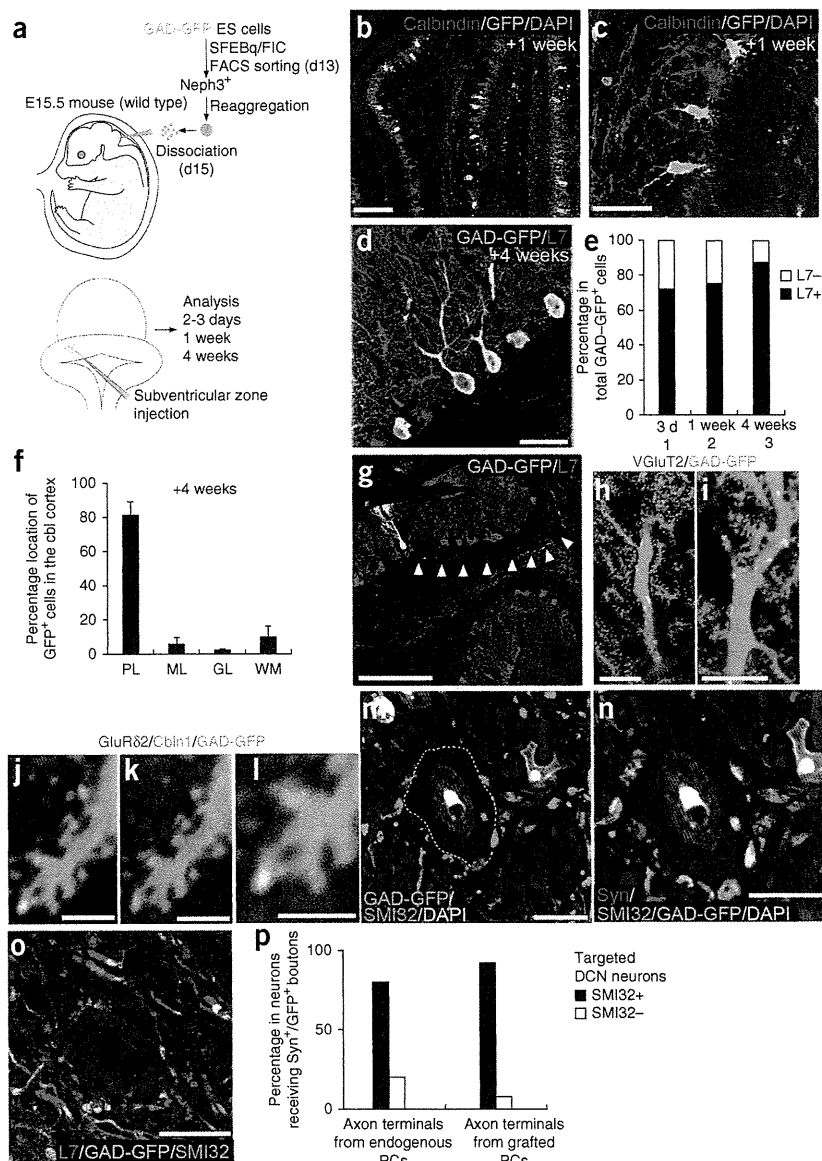 a
GAD-GFP ES cells
SFEBq/FIC
FACS sorting (d13)
Neph3+
E15.5 mouse (wild type)
Reaggregation
Dissociation
(d15)
Analysis
2-3 days
1 week
4 weeks
Subventricular zone
injection
b
Calbindin/GFP/DAPI
+1 week
c
Calbindin/GFP/DAPI
+1 week
d
GAD-GFP/L7
+4 weeks
e
Percentage in
total GAD–GFP+ cells
100
80
60
40
20
0
L7–
L7+
3 d
1 week
4 weeks
1
2
3
f
Percentage location of
GFP+ cells in the cbl cortex
100
80
60
40
20
0
+4 weeks
PL
ML
GL
WM
g
GAD-GFP/L7
VGluT2/GAD-GFP
h
i
GluRδ2/Cbln1/GAD-GFP
j
k
l
m
GAD-GFP/
SMI32/DAPI
n
Syn/
SMI32/GAD-GFP/DAPI
o
L7/GAD-GFP/SMI32
p
Percentage in neurons
receiving Syn+/GFP+ boutons
100
50
0
Targeted
DCN neurons
SMI32+
SMI32–
Axon terminals
from endogenous
PCs
Axon terminals
from grafted
PCs